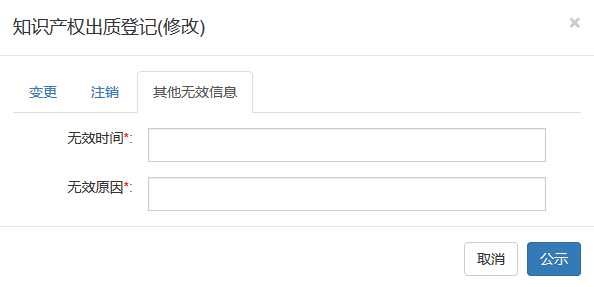 知识产权出质登记(修改)
×
变更 注销 其他无效信息
无效时间*:
无效原因*:
取消 公示